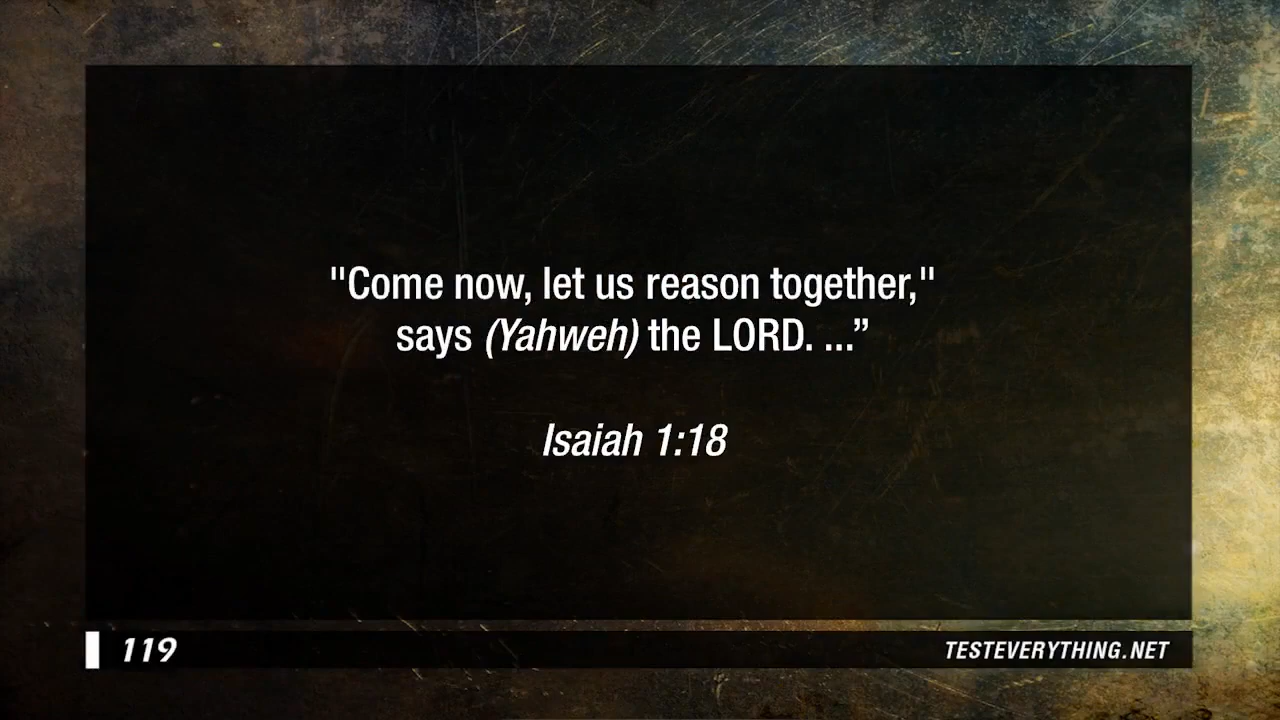 "Come now, let us reason together,"
says (Yahweh) the LORD. ...”
Isaiah 1:18
119
TESTEVERYTHING.NET